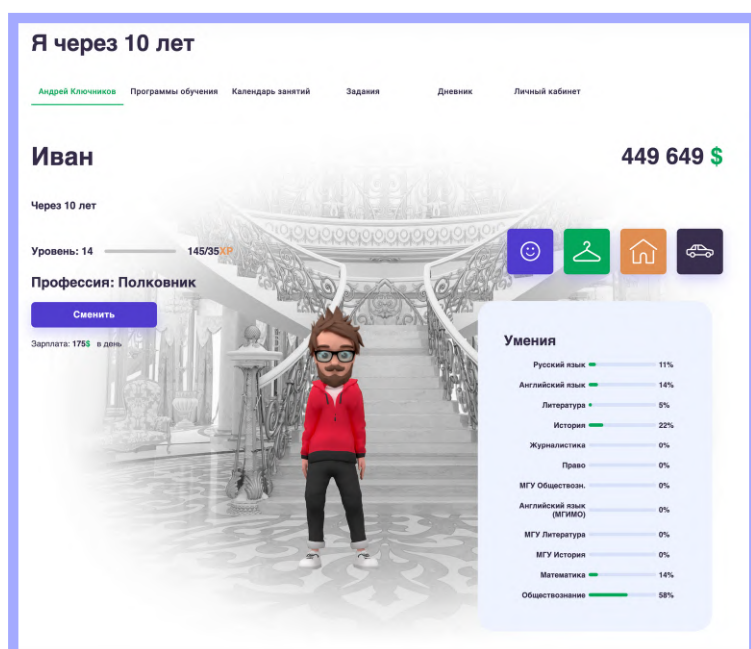 Я через 10 лет
Андрей Ключников Программы обучения Календарь занятий Задания Дневник Личный кабинет
Иван
449 649 $
Через 10 лет
Уровень: 14 145/35XP
Профессия: Полковник
Сменить
Зарплата: 175$ в день
Умения
Русский язык 11%
Английский язык 14%
Литература 5%
История 22%
Журналистика 0%
Право 0%
МГУ Обществозн. 0%
Английский язык
(МГИМО) 0%
МГУ Литература 0%
МГУ История 0%
Математика 14%
Обществознание 58%